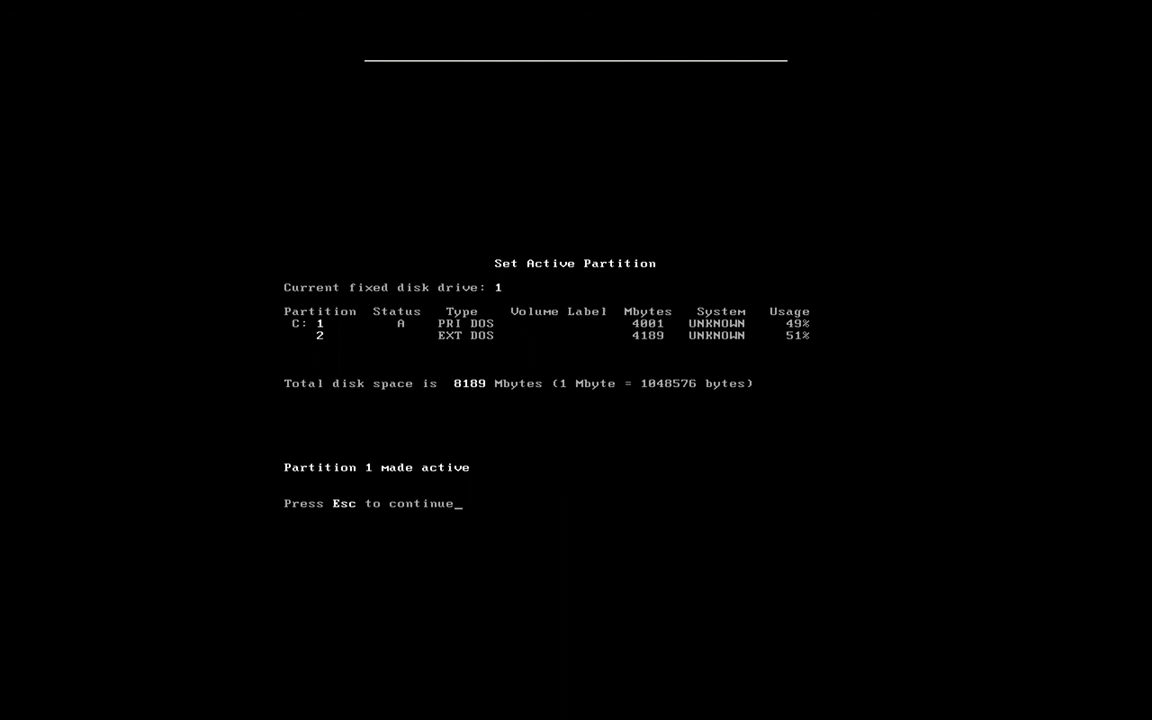 Set Active Partition
Current fixed disk drive: 1
Partition  Status   Type    Volume Label  Mbytes   System   Usage
C: 1         A     PRI DOS                 4001   UNKNOWN    49%
2               EXT DOS                 4189   UNKNOWN    51%
Total disk space is  8189 Mbytes (1 Mbyte = 1048576 bytes)
Partition 1 made active
Press Esc to continue_